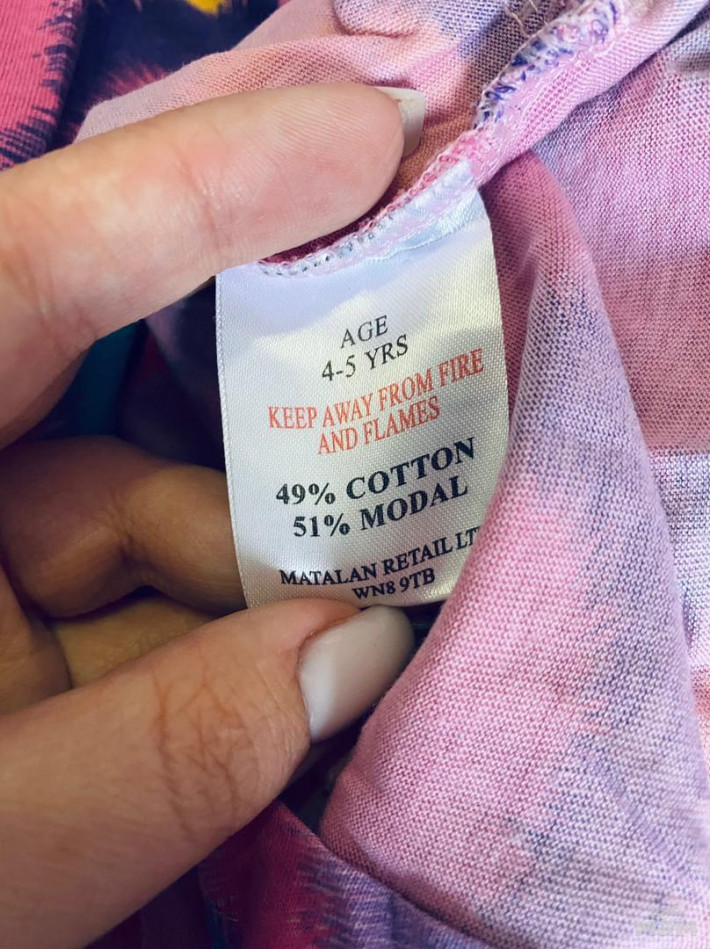 AGE
4-5 YRS
KEEP AWAY FROM FIRE
AND FLAMES
49% COTTON
51% MODAL
MATALAN RETAIL LT
WN8 9TB